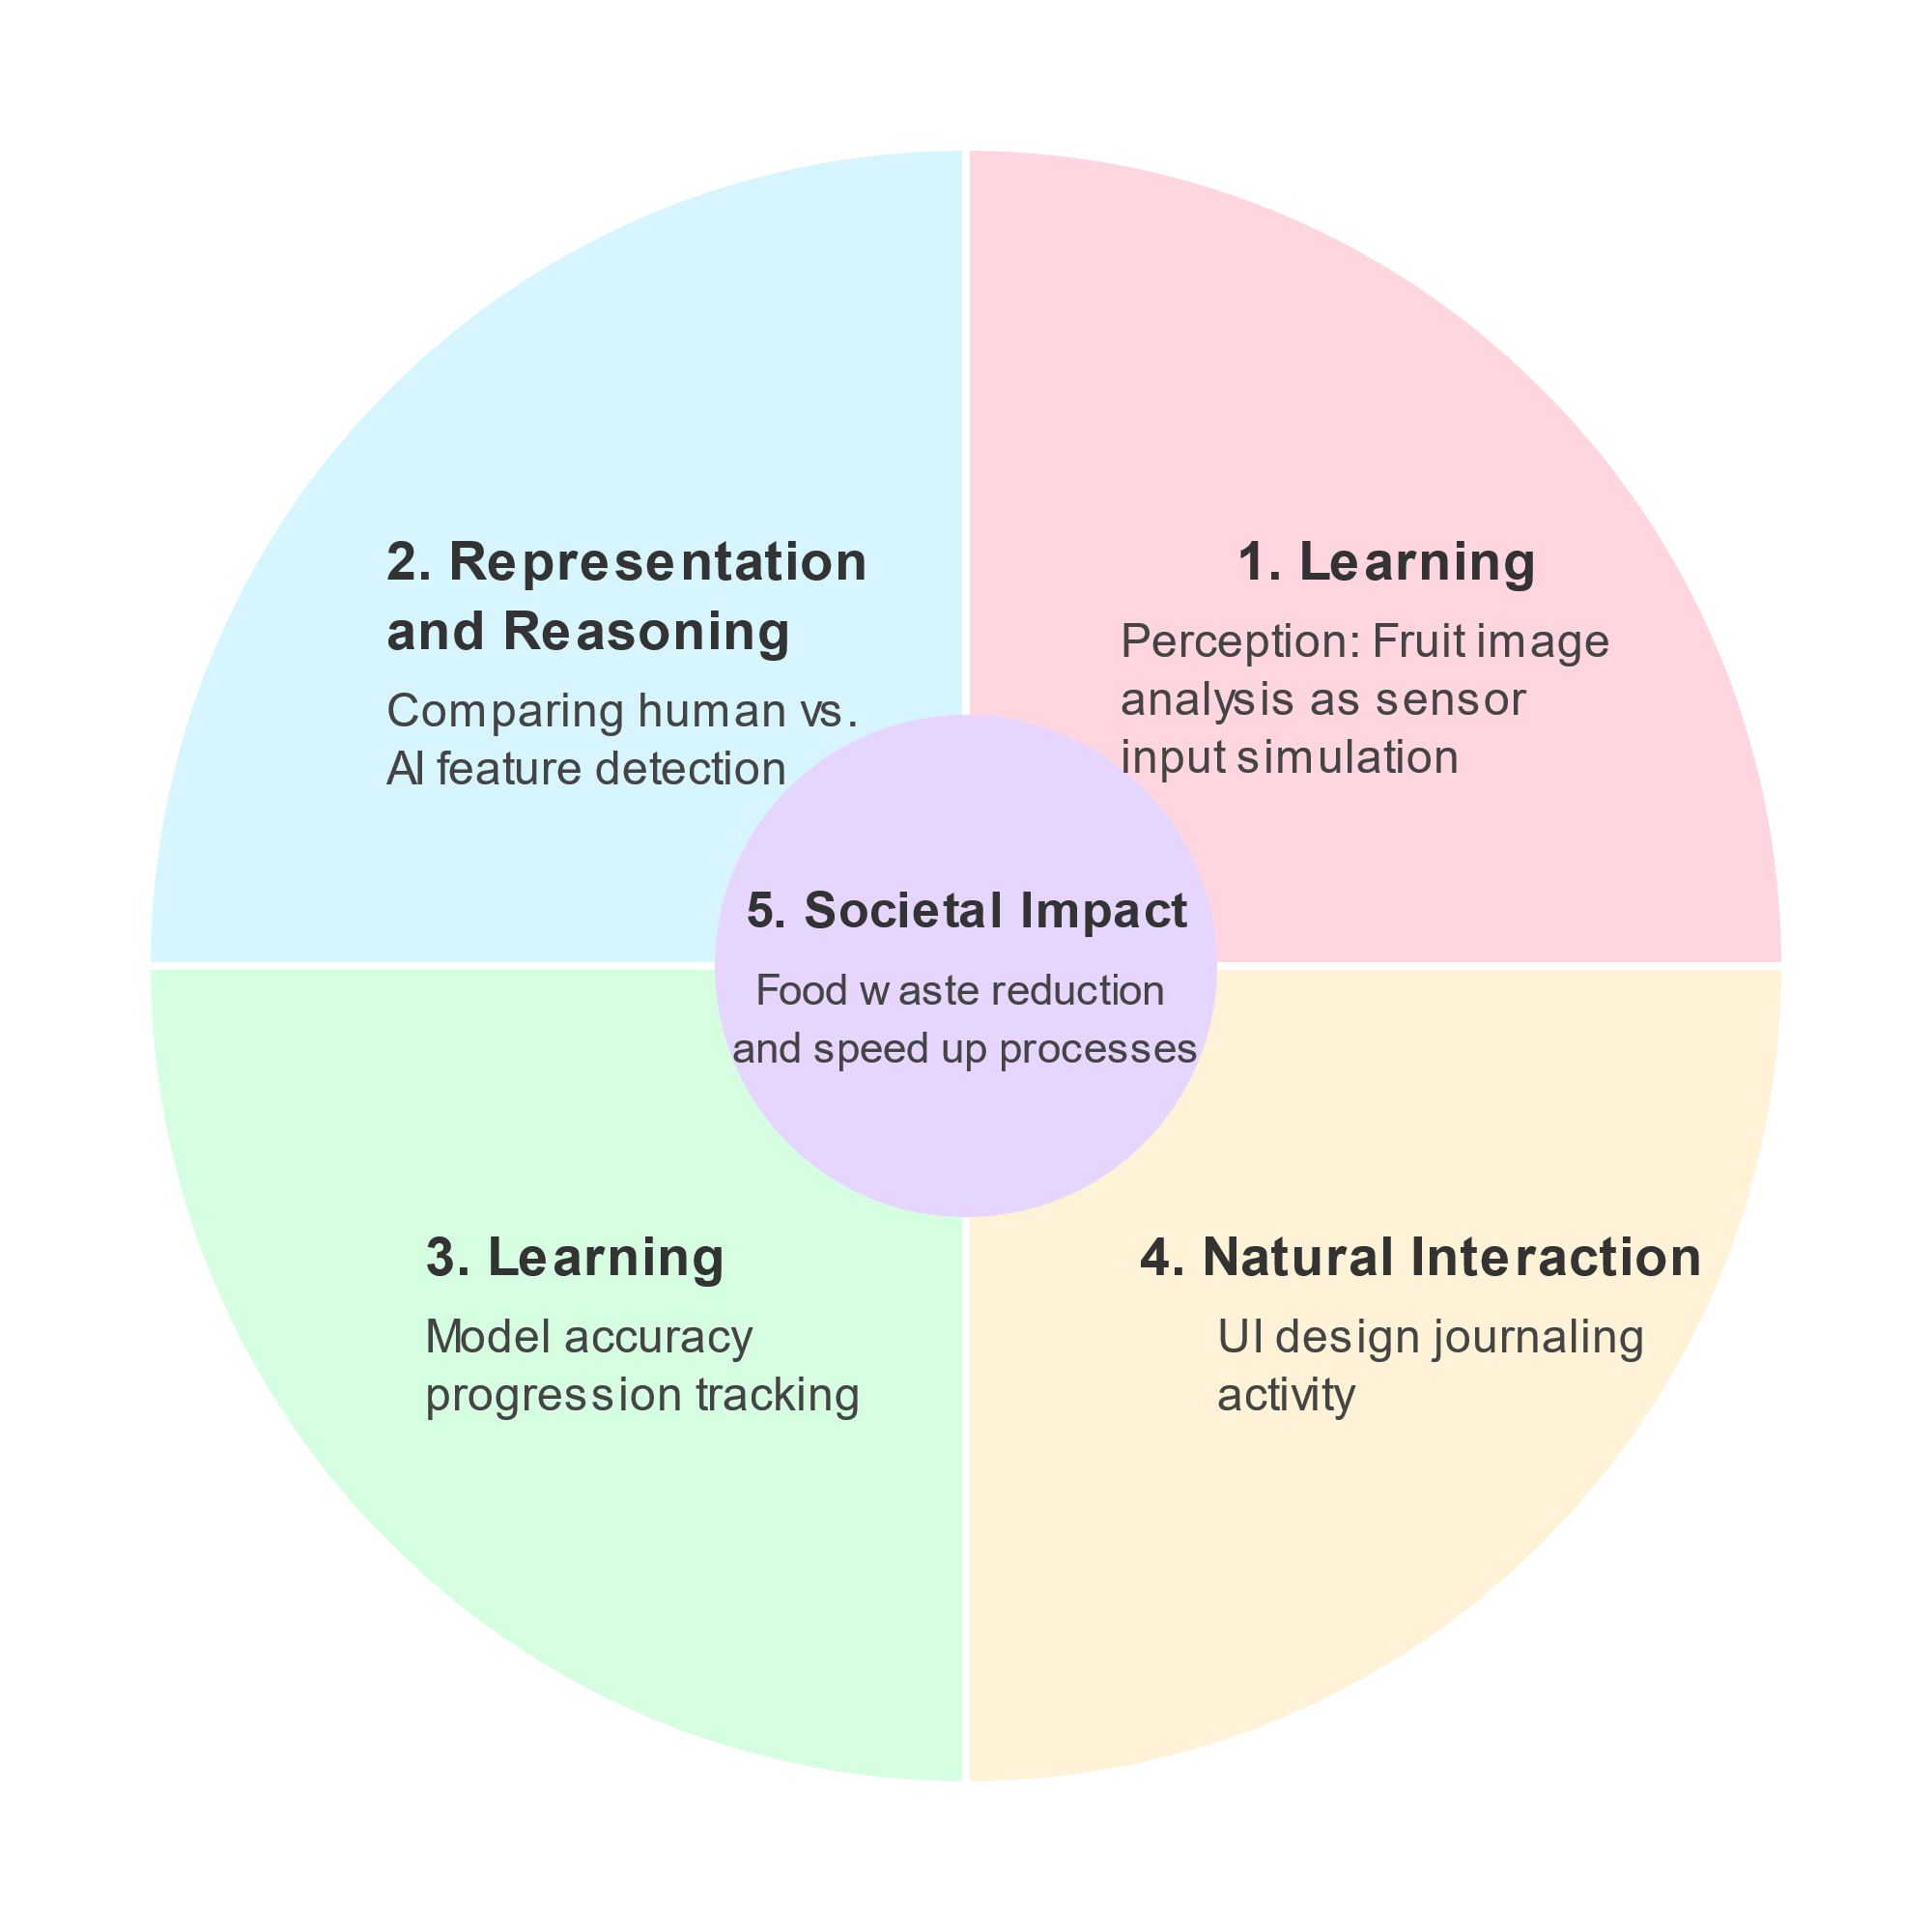 1. Learning
Perception: Fruit image
analysis as sensor
input simulation
2. Representation
and Reasoning
Comparing human vs.
AI feature detection
3. Learning
Model accuracy
progression tracking
4. Natural Interaction
UI design journaling
activity
5. Societal Impact
Food waste reduction
and speed up processes